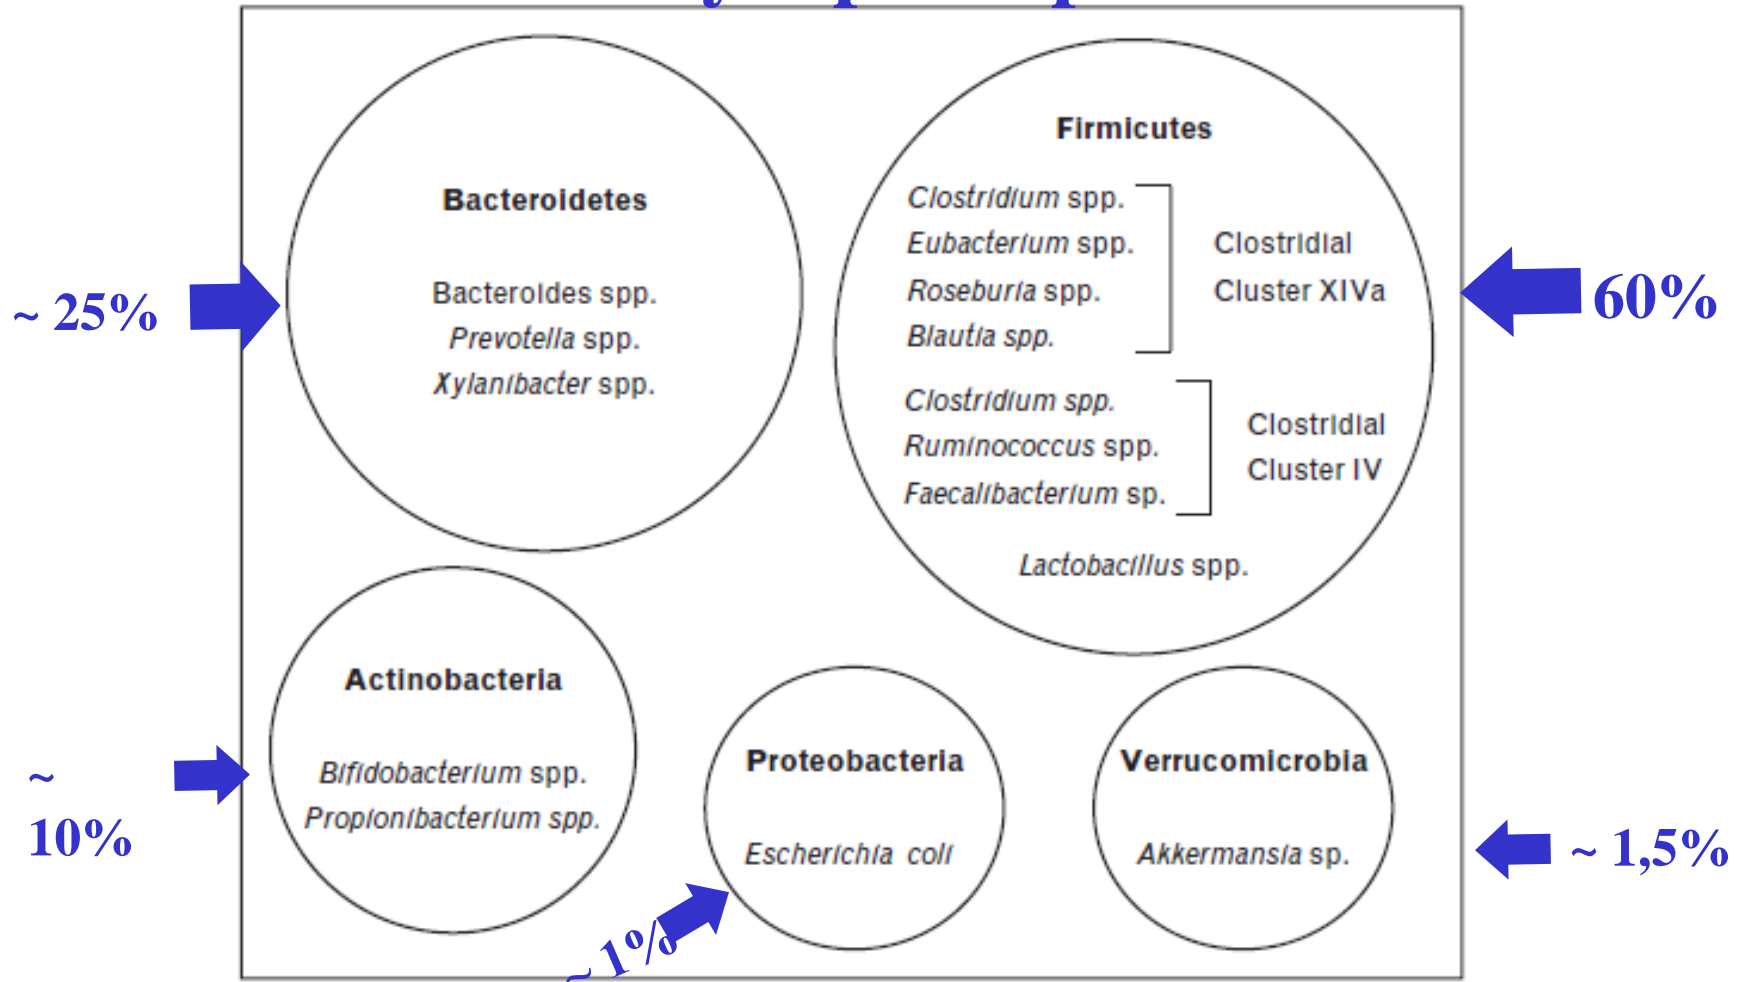 Bacteroidetes
Bacteroides spp.
Prevotella spp.
Xylanibacter spp.
~ 25%
Firmicutes
Clostridium spp.
Eubacterium spp.
Roseburia spp.
Blautia spp.
Clostridial
Cluster XIVa
Clostridium spp.
Ruminococcus spp.
Faecalibacterium sp.
Clostridial
Cluster IV
Lactobacillus spp.
60%
Actinobacteria
Bifidobacterium spp.
Propionibacterium spp.
~
10%
Proteobacteria
Escherichia coli
~ 1%
Verrucomicrobia
Akkermansia sp.
~ 1,5%